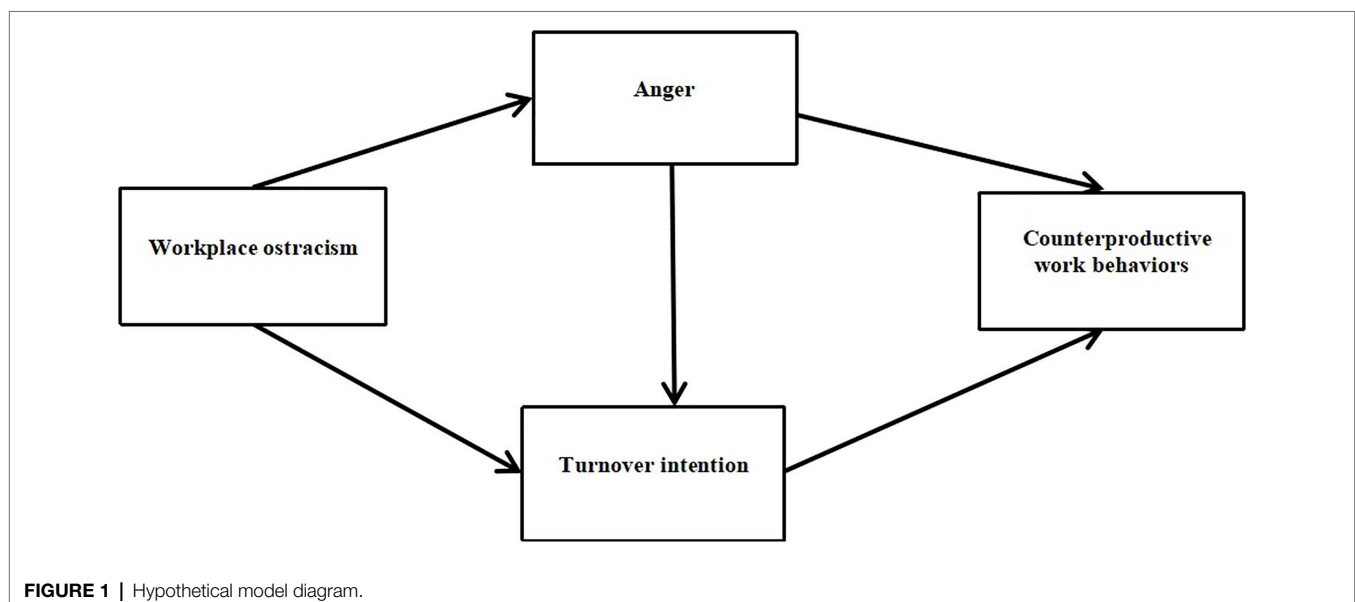 Anger
Workplace ostracism
Counterproductive
work behaviors
Turnover intention
FIGURE 1 | Hypothetical model diagram.